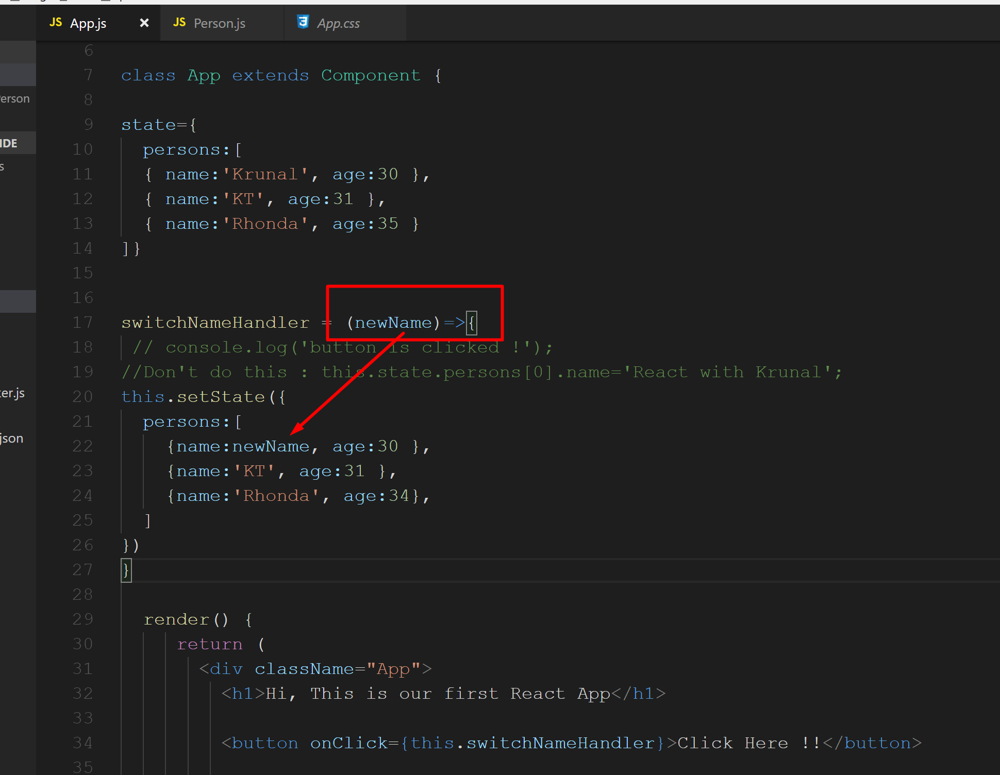 JS App.js × JS Person.js 3 App.css
erson
IDE
s
er.js
json
6
7 class App extends Component {
8
9 state={
10 persons:[
11 { name:'Krunal', age:30 },
12 { name:'KT', age:31 },
13 { name:'Rhonda', age:35 }
14 ]}
15
16
17 switchNameHandler = (newName)=>{
18 // console.log('button is clicked !');
19 //Don't do this : this.state.persons[0].name='React with Krunal';
20 this.setState({
21 persons:[
22 {name:newName, age:30 },
23 {name:'KT', age:31 },
24 {name:'Rhonda', age:34},
25 ]
26 })
27 }
28
29 render() {
30 return (
31 <div className="App">
32 <h1>Hi, This is our first React App</h1>
33
34 <button onClick={this.switchNameHandler}>Click Here !!</button>
35